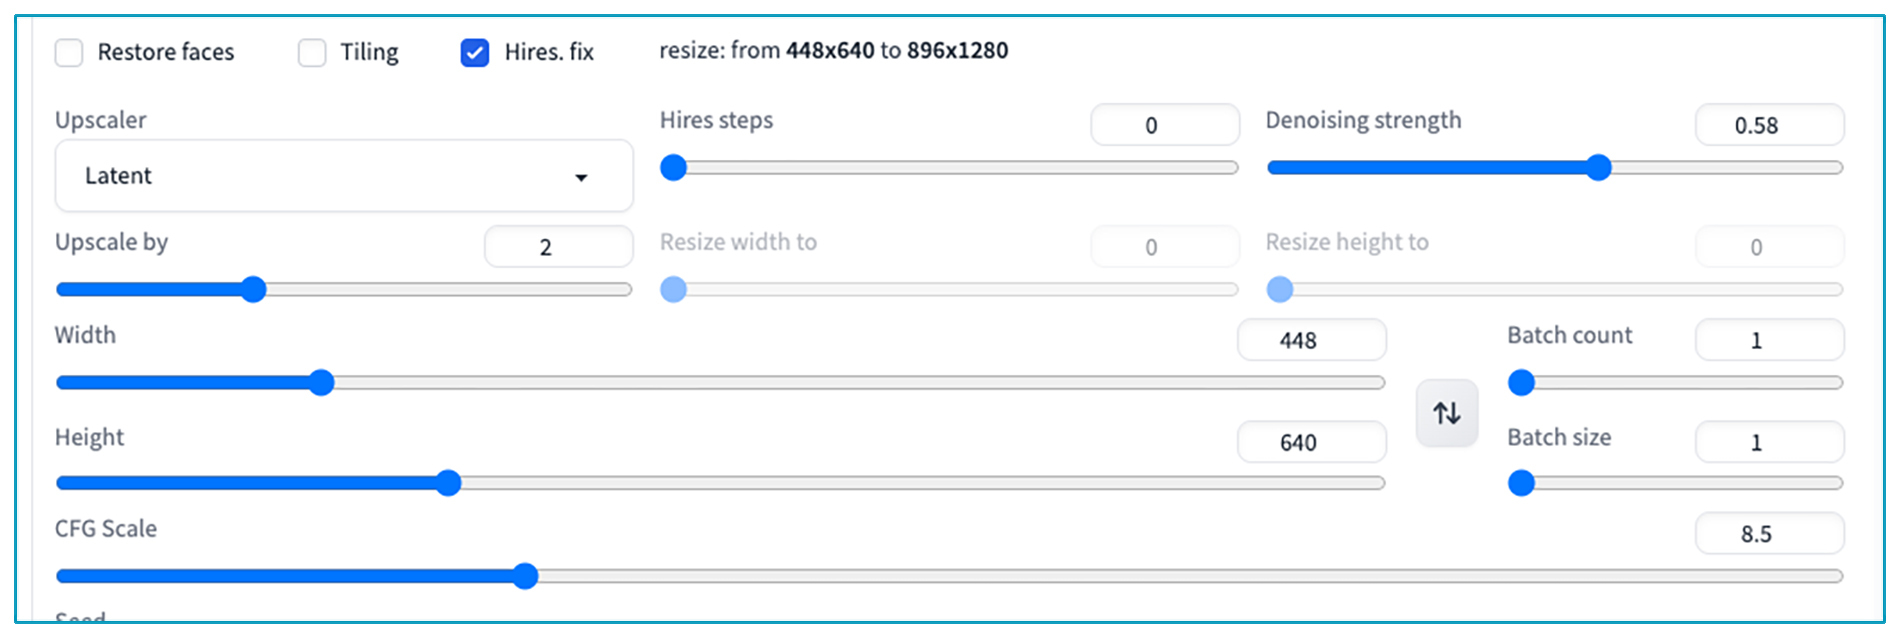 Restore faces Tiling Hires. fix resize: from 448x640 to 896x1280
Upscaler Hires steps 0 Denoising strength 0.58
Latent
Upscale by 2 Resize width to 0 Resize height to 0
Width 448 Batch count 1
Height 640 Batch size 1
CFG Scale 8.5
Seed